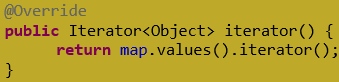 @Override
public Iterator<Object> iterator() {
    return map.values().iterator();
}